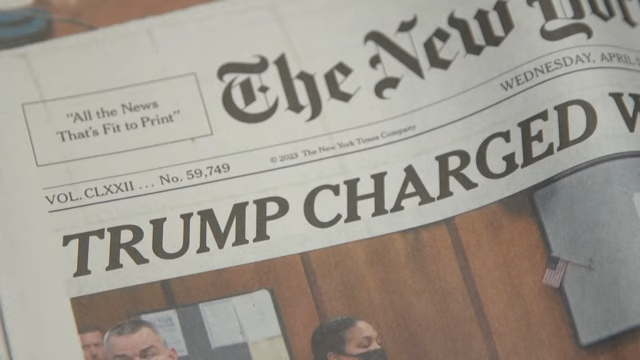 The New York
"All the News
That's Fit to Print"
WEDNESDAY, APRIL
VOL. CLXXII ... No. 59,749
© 2023 The New York Times Company
TRUMP CHARGED W